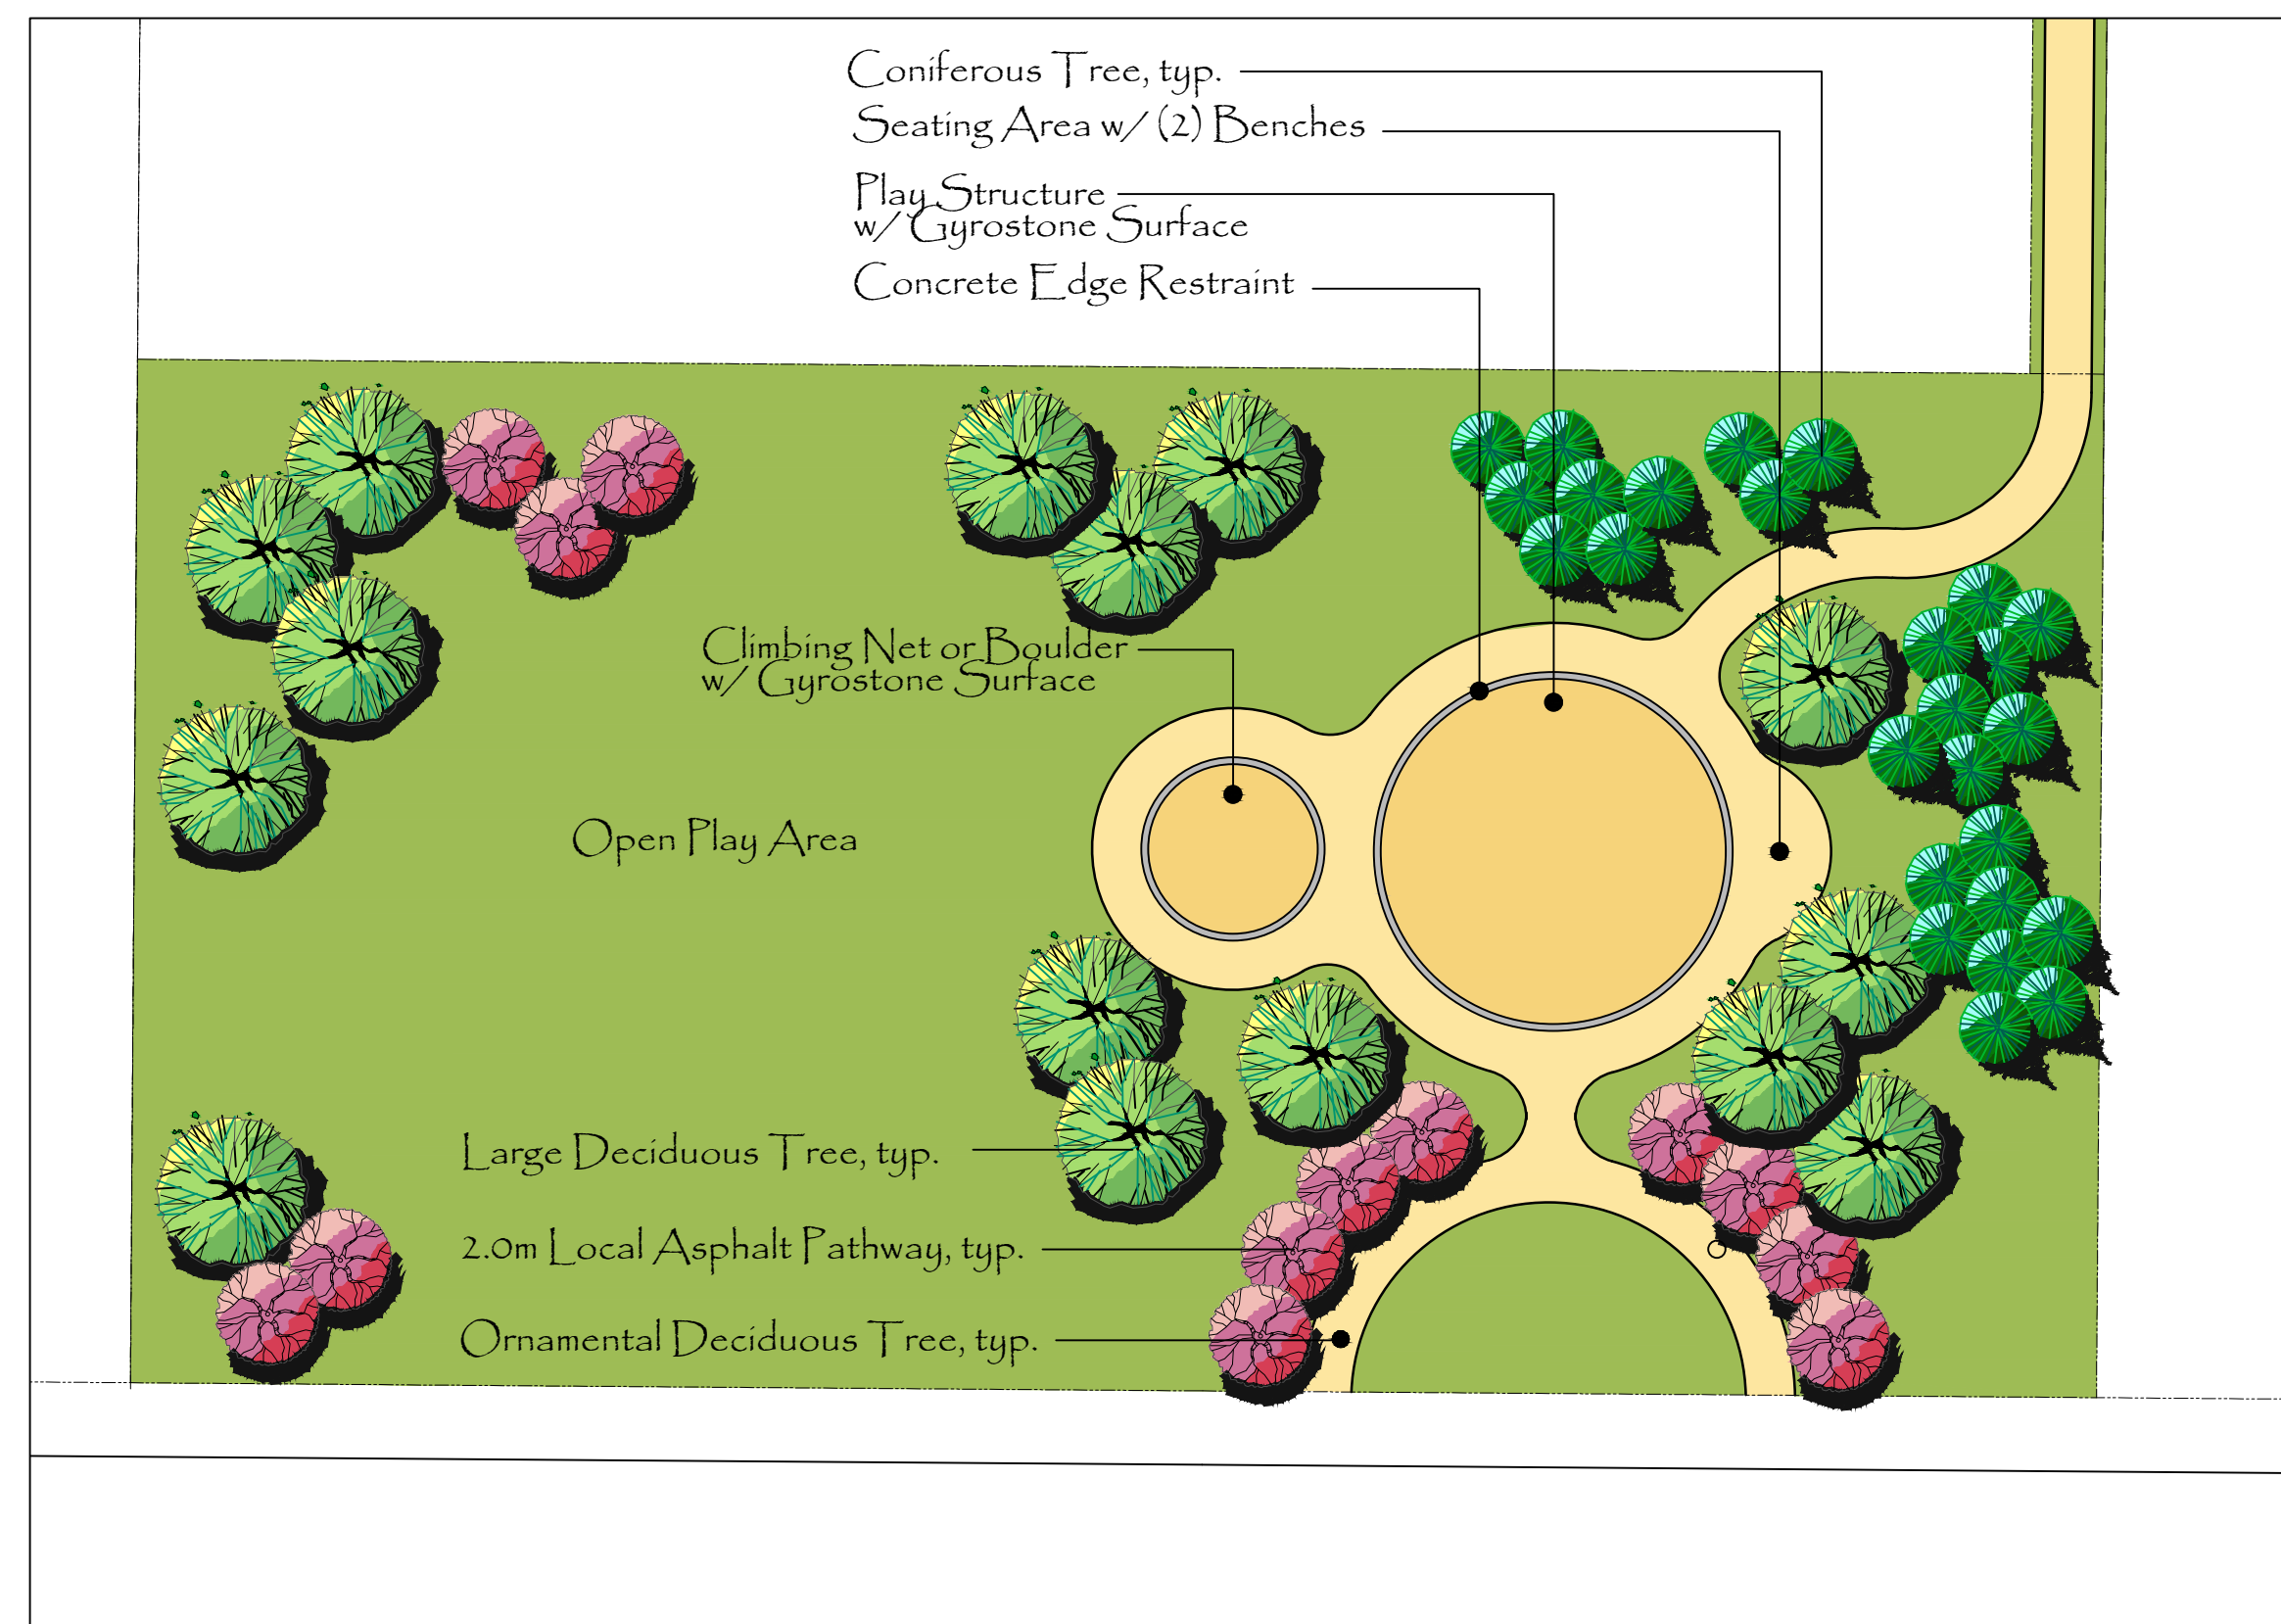 Coniferous Tree, typ.
Seating Area w/ (2) Benches
Play Structure
w/ Gyrostone Surface
Concrete Edge Restraint
Climbing Net or Boulder
w/ Gyrostone Surface
Open Play Area
Large Deciduous Tree, typ.
2.0m Local Asphalt Pathway, typ.
Ornamental Deciduous Tree, typ.